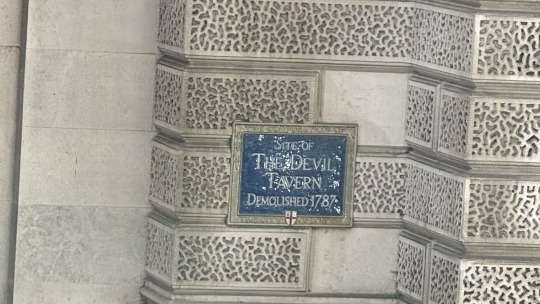 SITE OF
THE DEVIL
TAVERN
DEMOLISHED 1787